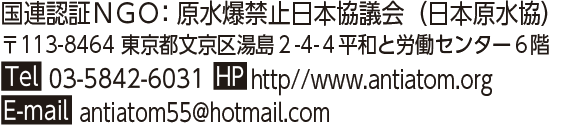 国連認証ＮＧＯ：原水爆禁止日本協議会（日本原水協）
〒113-8464 東京都文京区湯島２-４-４平和と労働センター６階
Tel 03-5842-6031 HP http//www.antiatom.org
E-mail antiatom55@hotmail.com